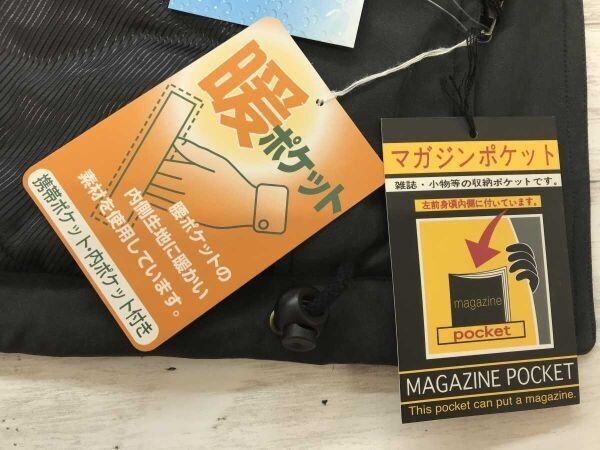 暖
ポケット
腰ポケットの
内側生地に暖かい
素材を使用しています。
携帯ポケット・内ポケット付き
マガジンポケット
雑誌・小物等の収納ポケットです。
左前身頃内側に付いています。
magazine
pocket
MAGAZINE POCKET
This pocket can put a magazine.